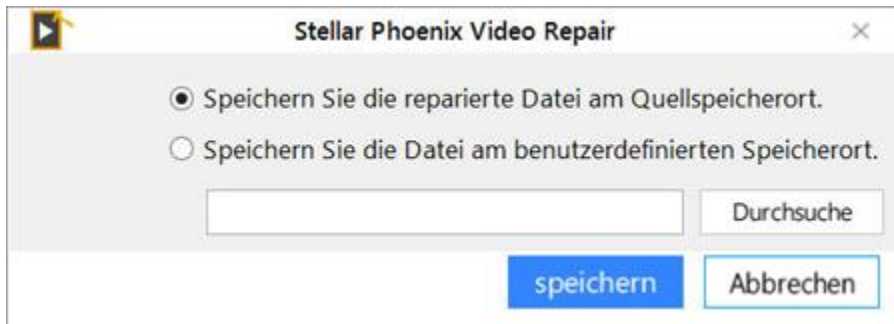 Stellar Phoenix Video Repair
Speichern Sie die reparierte Datei am Quellspeicherort.
Speichern Sie die Datei am benutzerdefinierten Speicherort.
Durchsuche
speichern Abbrechen